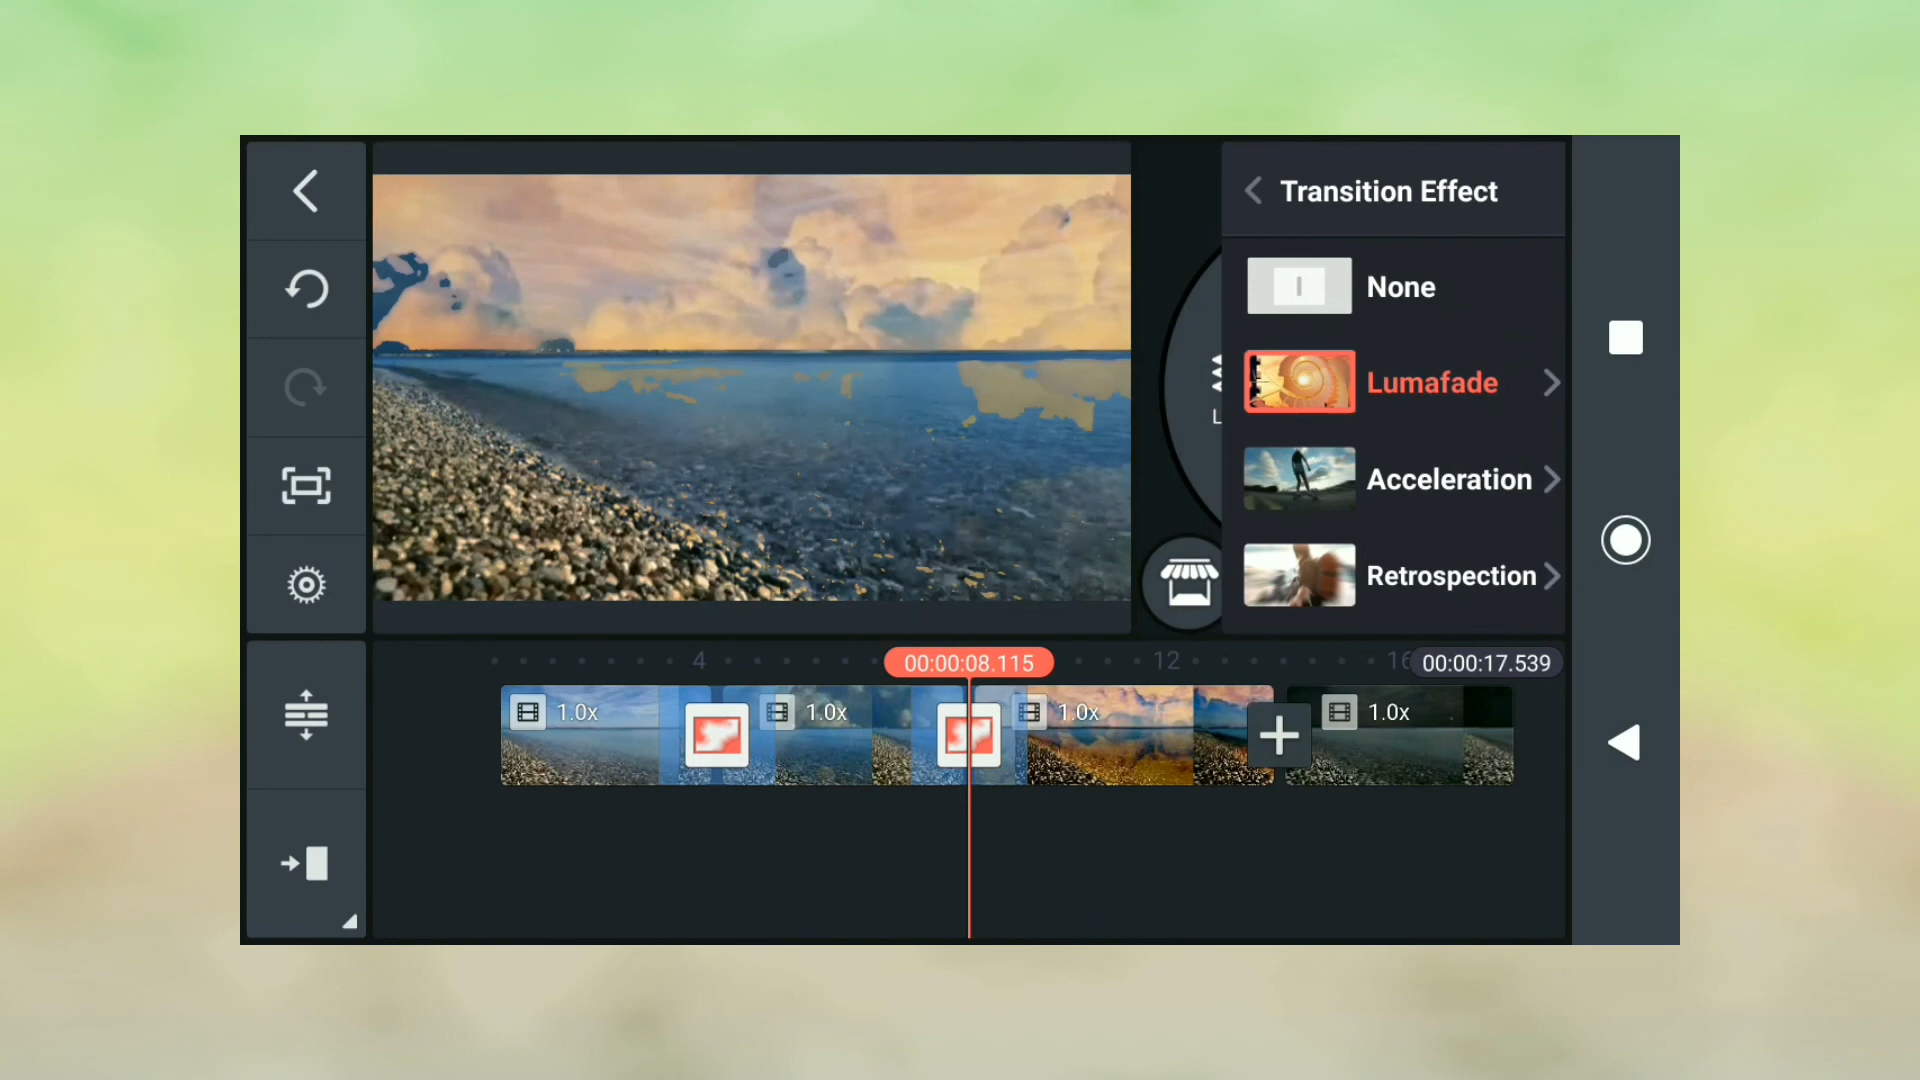 Transition Effect
None
Lumafade
L
Acceleration
Retrospection
4
00:00:08.115
12
16
00:00:17.539
1.0x
1.0x
1.0x
1.0x